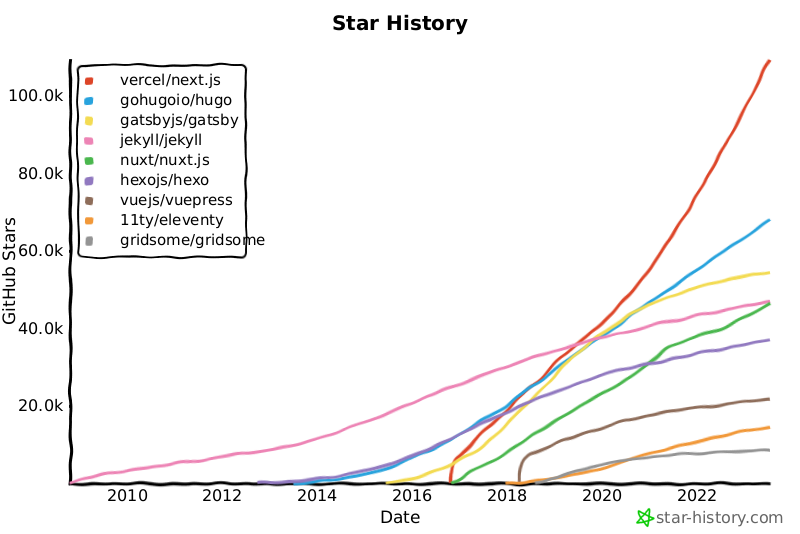 Star History
vercel/next.js
gohugoio/hugo
gatsbyjs/gatsby
jekyll/jekyll
nuxt/nuxt.js
hexojs/hexo
vuejs/vuepress
11ty/eleventy
gridsome/gridsome
GitHub Stars
100.0k
80.0k
60.0k
40.0k
20.0k
2010 2012 2014 2016 2018 2020 2022
Date
star-history.com